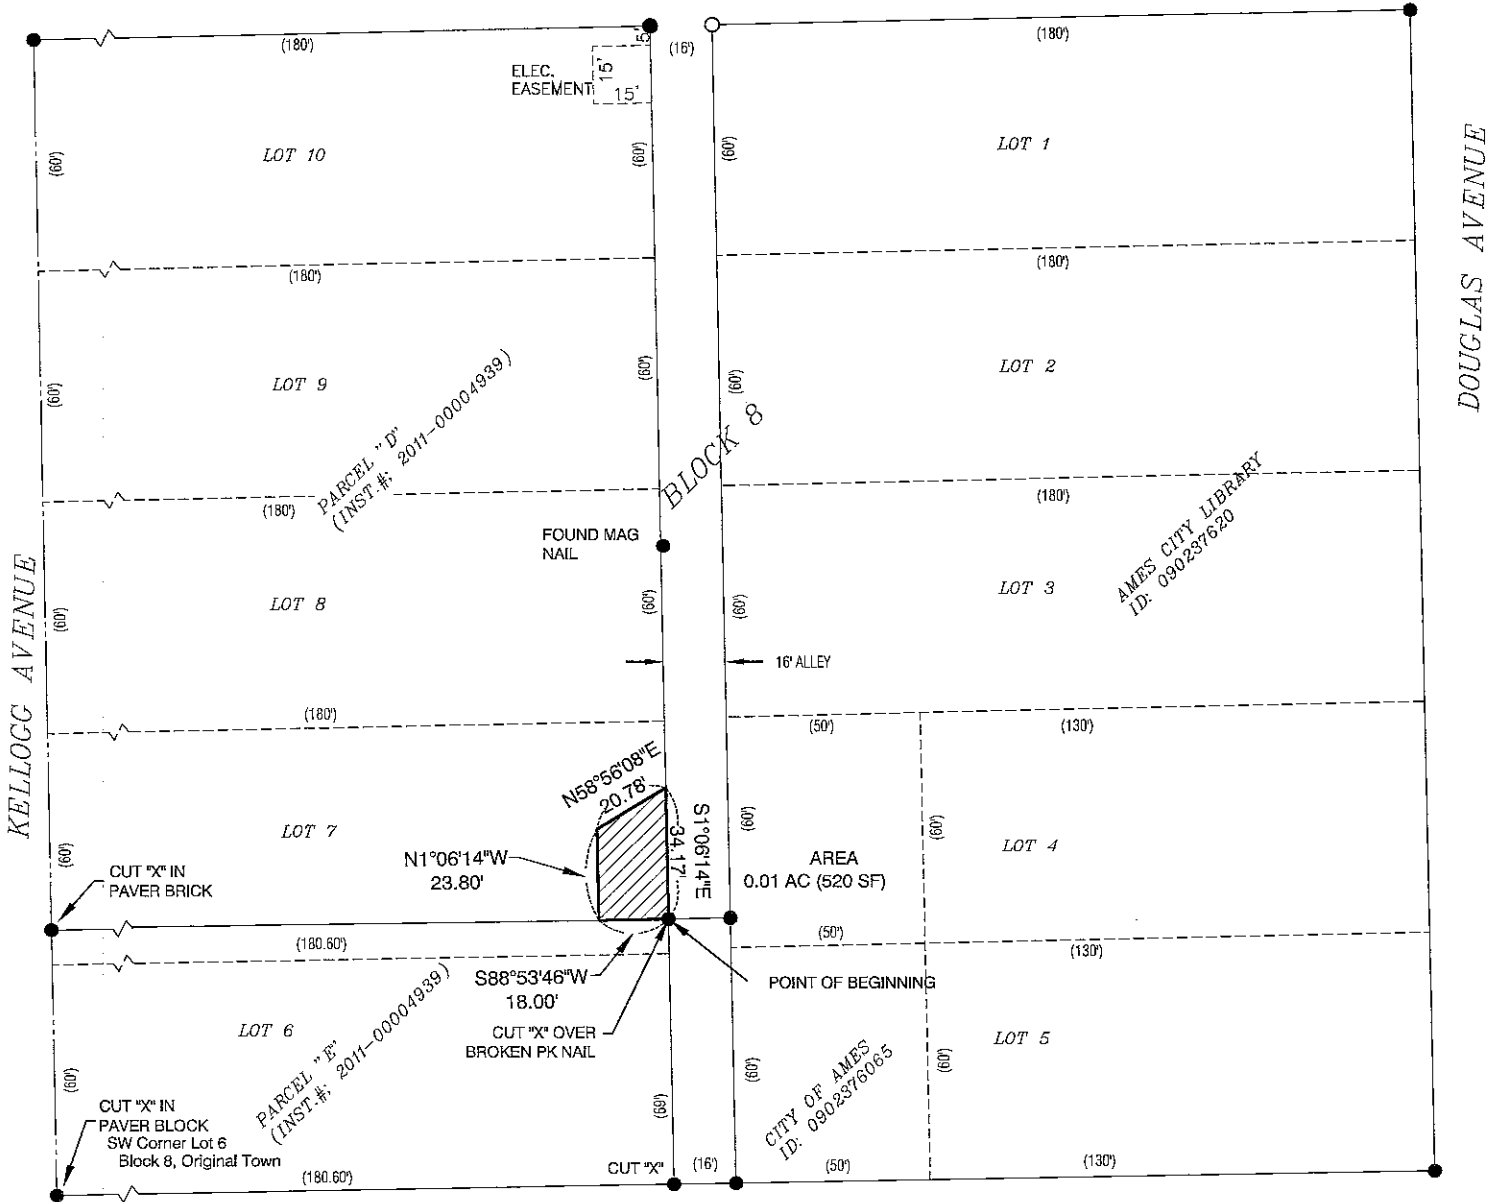 (180')
5'
(16')
(180')
ELEC.
EASEMENT
15'
15'
LOT 10
(60')
(60')
(60')
LOT 1
DOUGLAS AVENUE
(180')
(180')
LOT 9
(60')
(60')
(60')
LOT 2
PARCEL "D"
(INST.#; 2011-00004939)
BLOCK 8
(180')
(180')
AMES CITY LIBRARY
ID: 090237620
FOUND MAG
NAIL
KELLOGG AVENUE
LOT 8
(60')
(60')
(60')
LOT 3
16' ALLEY
(180')
(50')
(130')
N58°56'08"E
20.78'
LOT 7
(60')
S1°06'14"E
34.17'
(60')
(60')
LOT 4
N1°06'14"W
23.80'
AREA
0.01 AC (520 SF)
CUT "X" IN
PAVER BRICK
(180.60')
(50')
(130')
S88°53'46"W
18.00'
POINT OF BEGINNING
CUT "X" OVER
BROKEN PK NAIL
LOT 6
PARCEL "E"
(INST.#; 2011-00004939)
(60')
(69')
(60')
(60')
LOT 5
CITY OF AMES
ID: 0902376065
CUT "X" IN
PAVER BLOCK
SW Corner Lot 6
Block 8, Original Town
(180.60')
CUT "X"
(16')
(50')
(130')